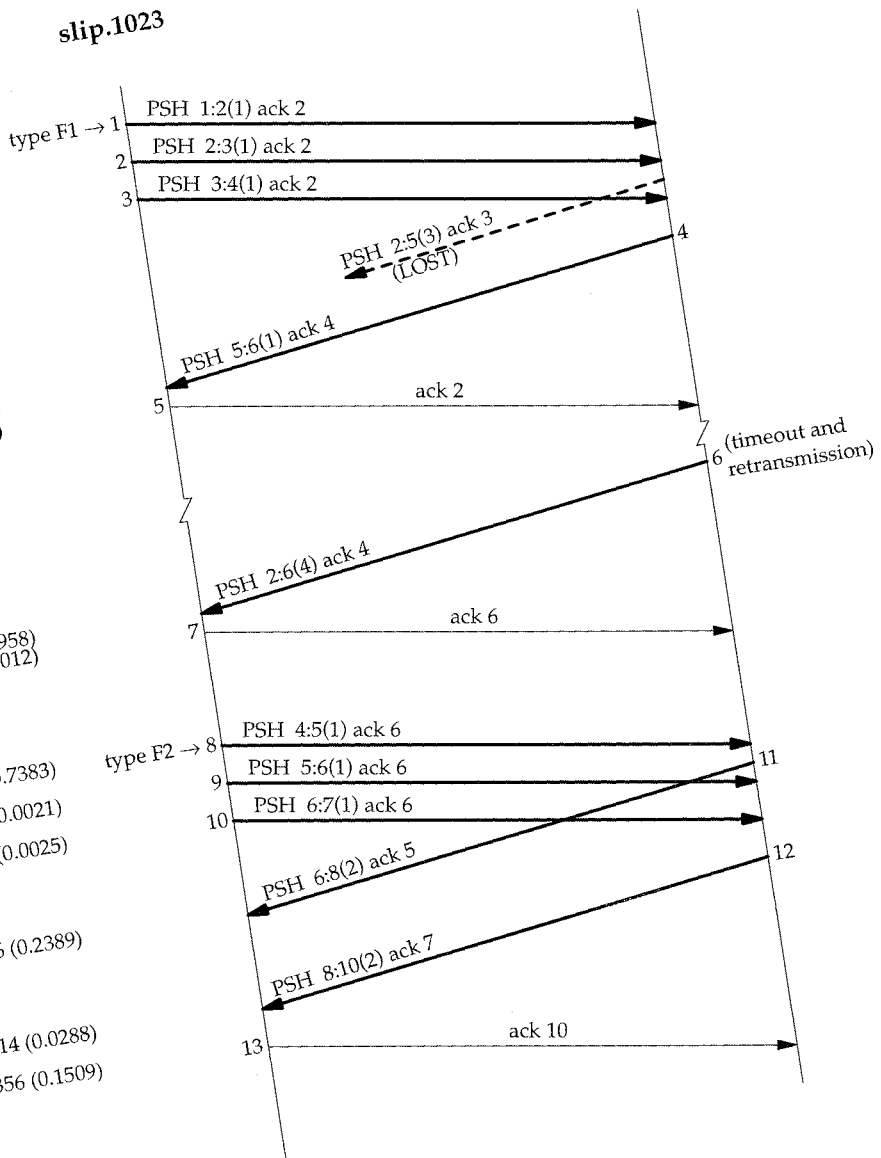 slip.1023
type F1 → 1
PSH 1:2(1) ack 2
2
PSH 2:3(1) ack 2
3
PSH 3:4(1) ack 2
PSH 2:5(3) ack 3
(LOST)
4
PSH 5:6(1) ack 4
5
ack 2
)
6 (timeout and
retransmission)
PSH 2:6(4) ack 4
7
ack 6
958)
012)
type F2 → 8
PSH 4:5(1) ack 6
.7383)
11
9
PSH 5:6(1) ack 6
0.0021)
10
PSH 6:7(1) ack 6
(0.0025)
12
PSH 6:8(2) ack 5
(0.2389)
PSH 8:10(2) ack 7
14 (0.0288)
13
ack 10
356 (0.1509)